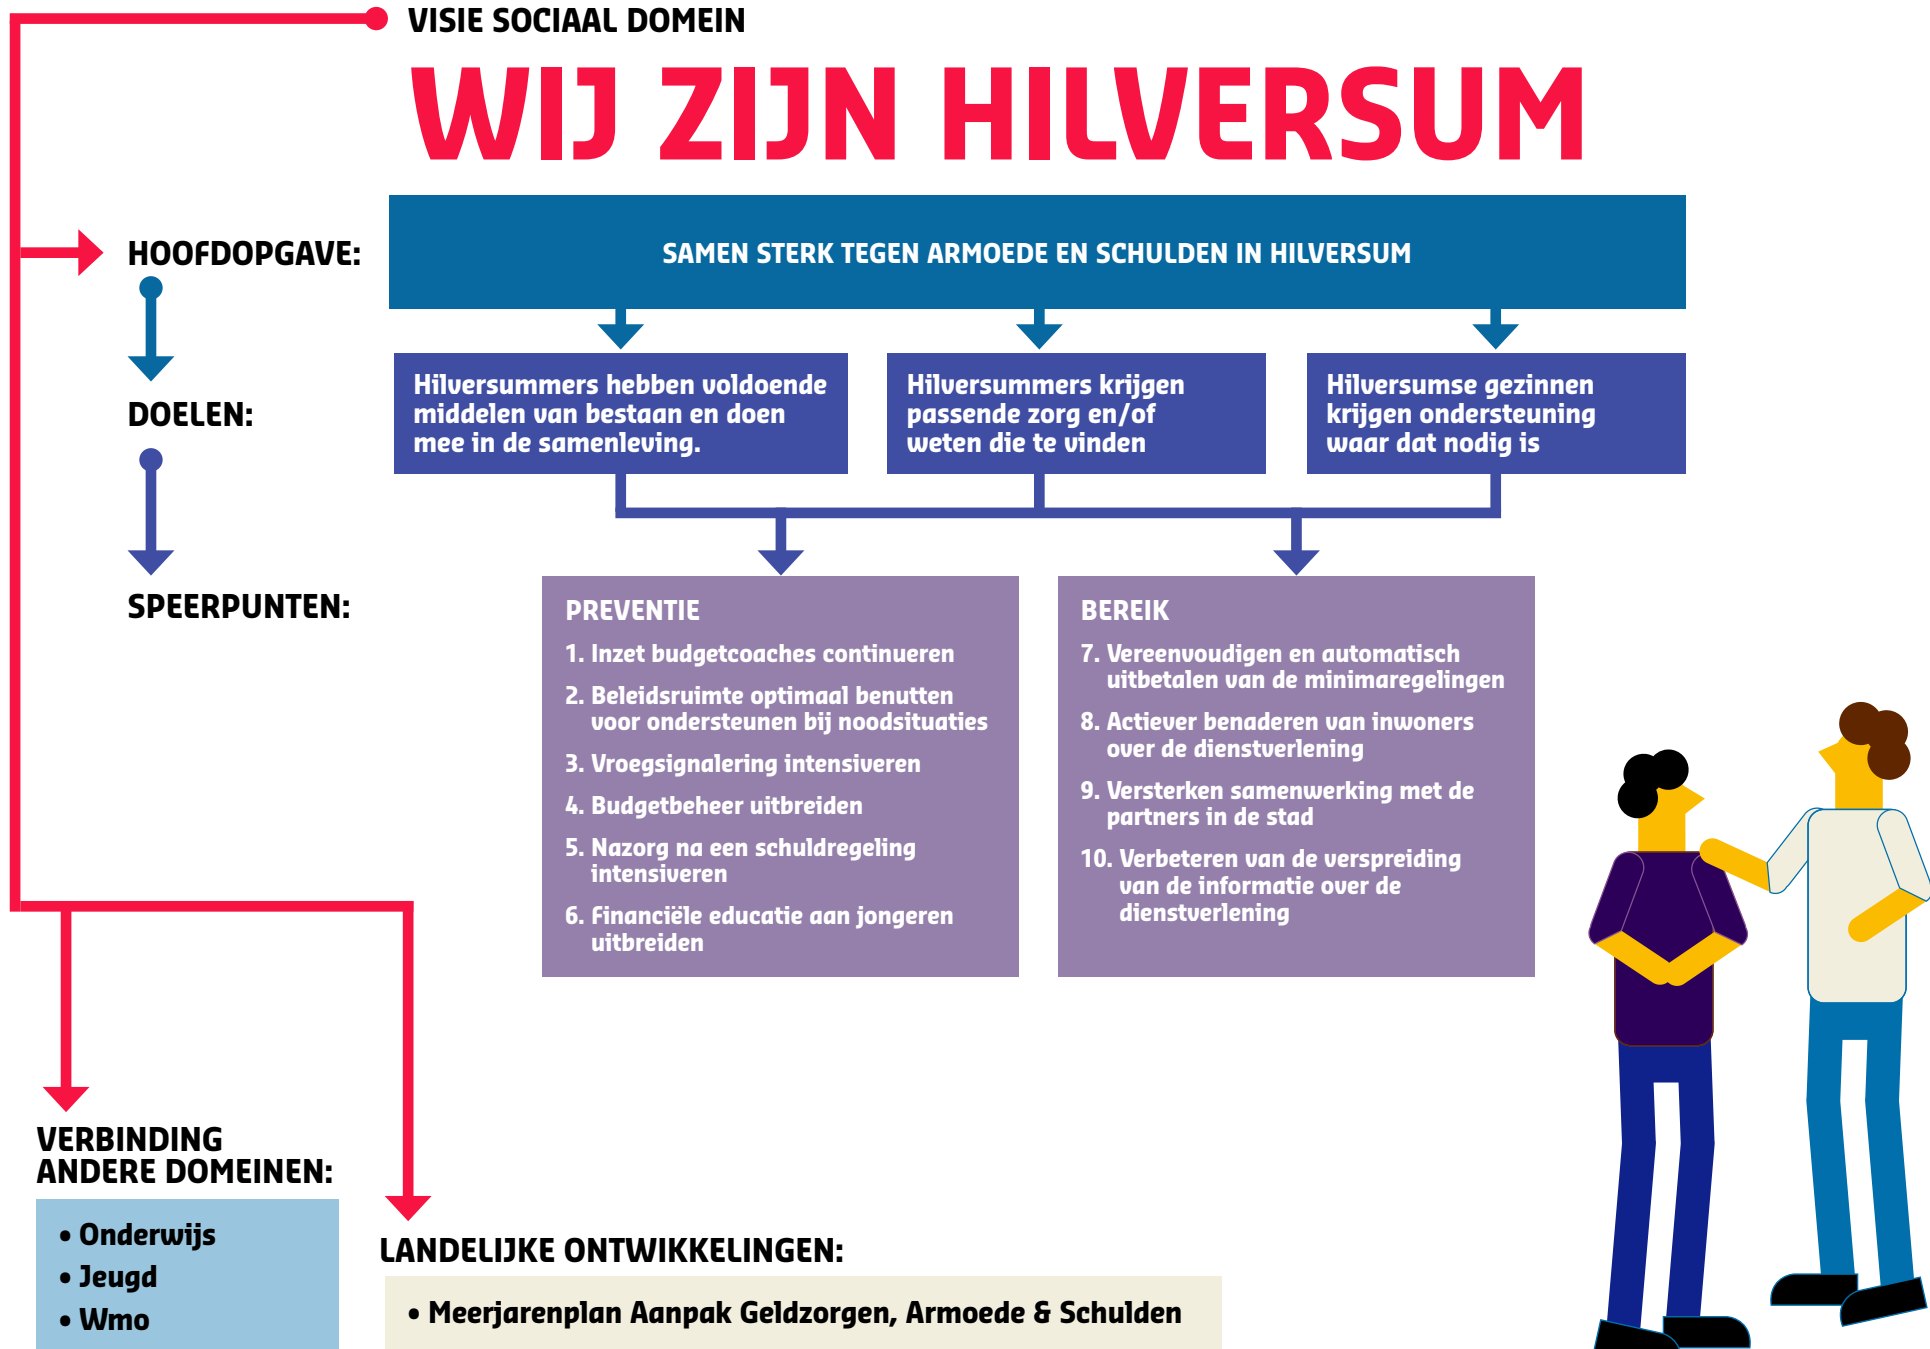 VISIE SOCIAAL DOMEIN
WIJ ZIJN HILVERSUM
HOOFDOPGAVE:
SAMEN STERK TEGEN ARMOEDE EN SCHULDEN IN HILVERSUM
DOELEN:
Hilversummers hebben voldoende
middelen van bestaan en doen
mee in de samenleving.
Hilversummers krijgen
passende zorg en/of
weten die te vinden
Hilversumse gezinnen
krijgen ondersteuning
waar dat nodig is
SPEERPUNTEN:
PREVENTIE
1. Inzet budgetcoaches continueren
2. Beleidsruimte optimaal benutten
voor ondersteunen bij noodsituaties
3. Vroegsignalering intensiveren
4. Budgetbeheer uitbreiden
5. Nazorg na een schuldregeling
intensiveren
6. Financiële educatie aan jongeren
uitbreiden
BEREIK
7. Vereenvoudigen en automatisch
uitbetalen van de minimaregelingen
8. Actiever benaderen van inwoners
over de dienstverlening
9. Versterken samenwerking met de
partners in de stad
10. Verbeteren van de verspreiding
van de informatie over de
dienstverlening
VERBINDING
ANDERE DOMEINEN:
• Onderwijs
• Jeugd
• Wmo
LANDELIJKE ONTWIKKELINGEN:
• Meerjarenplan Aanpak Geldzorgen, Armoede & Schulden